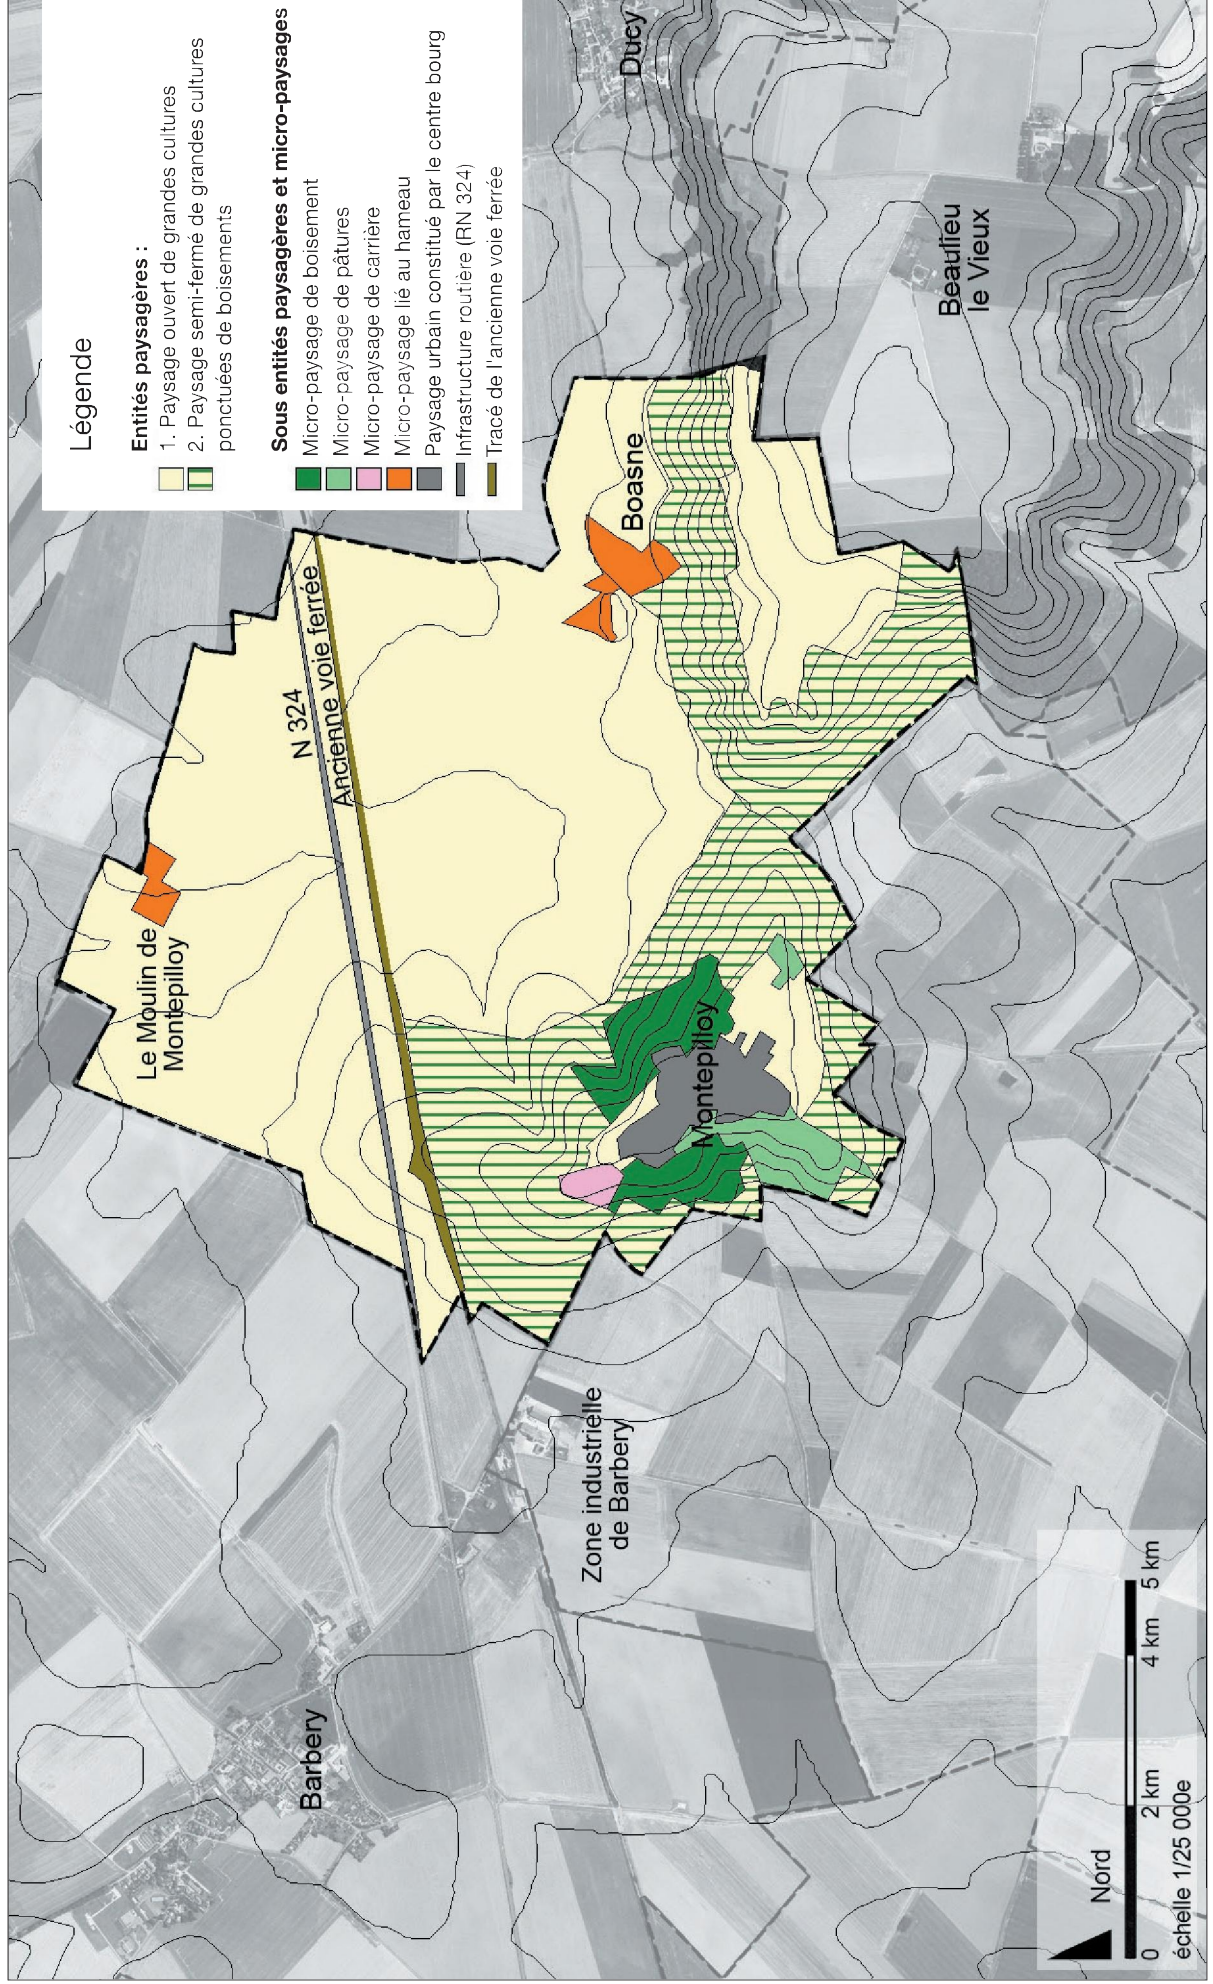 Légende
Entités paysagères :
1. Paysage ouvert de grandes cultures
2. Paysage semi-fermé de grandes cultures
ponctuées de boisements
Sous entités paysagères et micro-paysages
Micro-paysage de boisement
Micro-paysage de pâtures
Micro-paysage de carrière
Micro-paysage lié au hameau
Paysage urbain constitué par le centre bourg
Infrastructure routière (RN 324)
Tracé de l'ancienne voie ferrée
Le Moulin de
Montepilloy
N 324
Ancienne voie ferrée
Barbery
Zone industrielle
de Barbery
Montepilloy
Boasne
Ducy
Beaulieu
le Vieux
Nord
0
2 km
4 km
5 km
échelle 1/25 000e